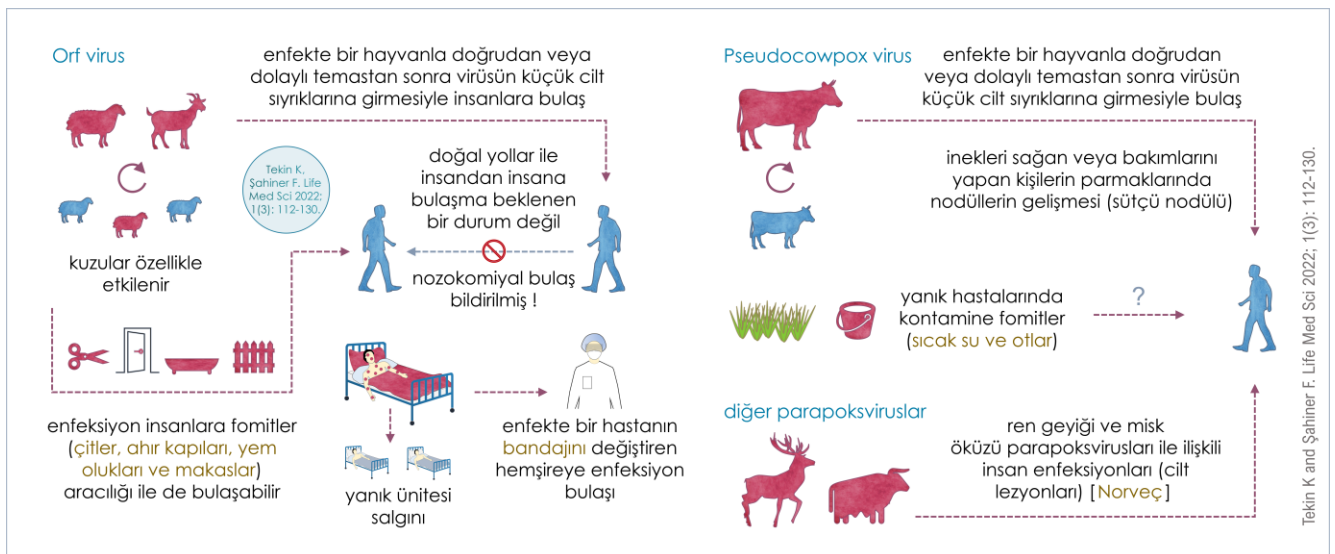 Orf virus
enfekte bir hayvanla doğrudan veya
dolaylı temastan sonra virüsün küçük cilt
sıyrıklarına girmesiyle insanlara bulaş
Tekin K,
Şahiner F. Life
Med Sci 2022;
1(3): 112-130.
doğal yollar ile
insandan insana
bulaşma beklenen
bir durum değil
nozokomiyal bulaş
bildirilmiş !
kuzular özellikle
etkilenir
enfeksiyon insanlara fomitler
(çitler, ahır kapıları, yem
olukları ve makaslar)
aracılığı ile de bulaşabilir
yanık ünitesi
salgını
enfekte bir hastanın
bandajını değiştiren
hemşireye enfeksiyon
bulaşı
Pseudocowpox virus
enfekte bir hayvanla doğrudan
veya dolaylı temastan sonra virüsün
küçük cilt sıyrıklarına girmesiyle bulaş
inekleri sağan veya bakımlarını
yapan kişilerin parmaklarında
nodüllerin gelişmesi (sütçü nodülü)
yanık hastalarında
kontamine fomitler
(sıcak su ve otlar)
?
diğer parapoksviruslar
ren geyiği ve misk
öküzü parapoksvirusları ile ilişkili
insan enfeksiyonları (cilt
lezyonları) [Norveç]
Tekin K and Şahiner F. Life Med Sci 2022; 1(3): 112-130.